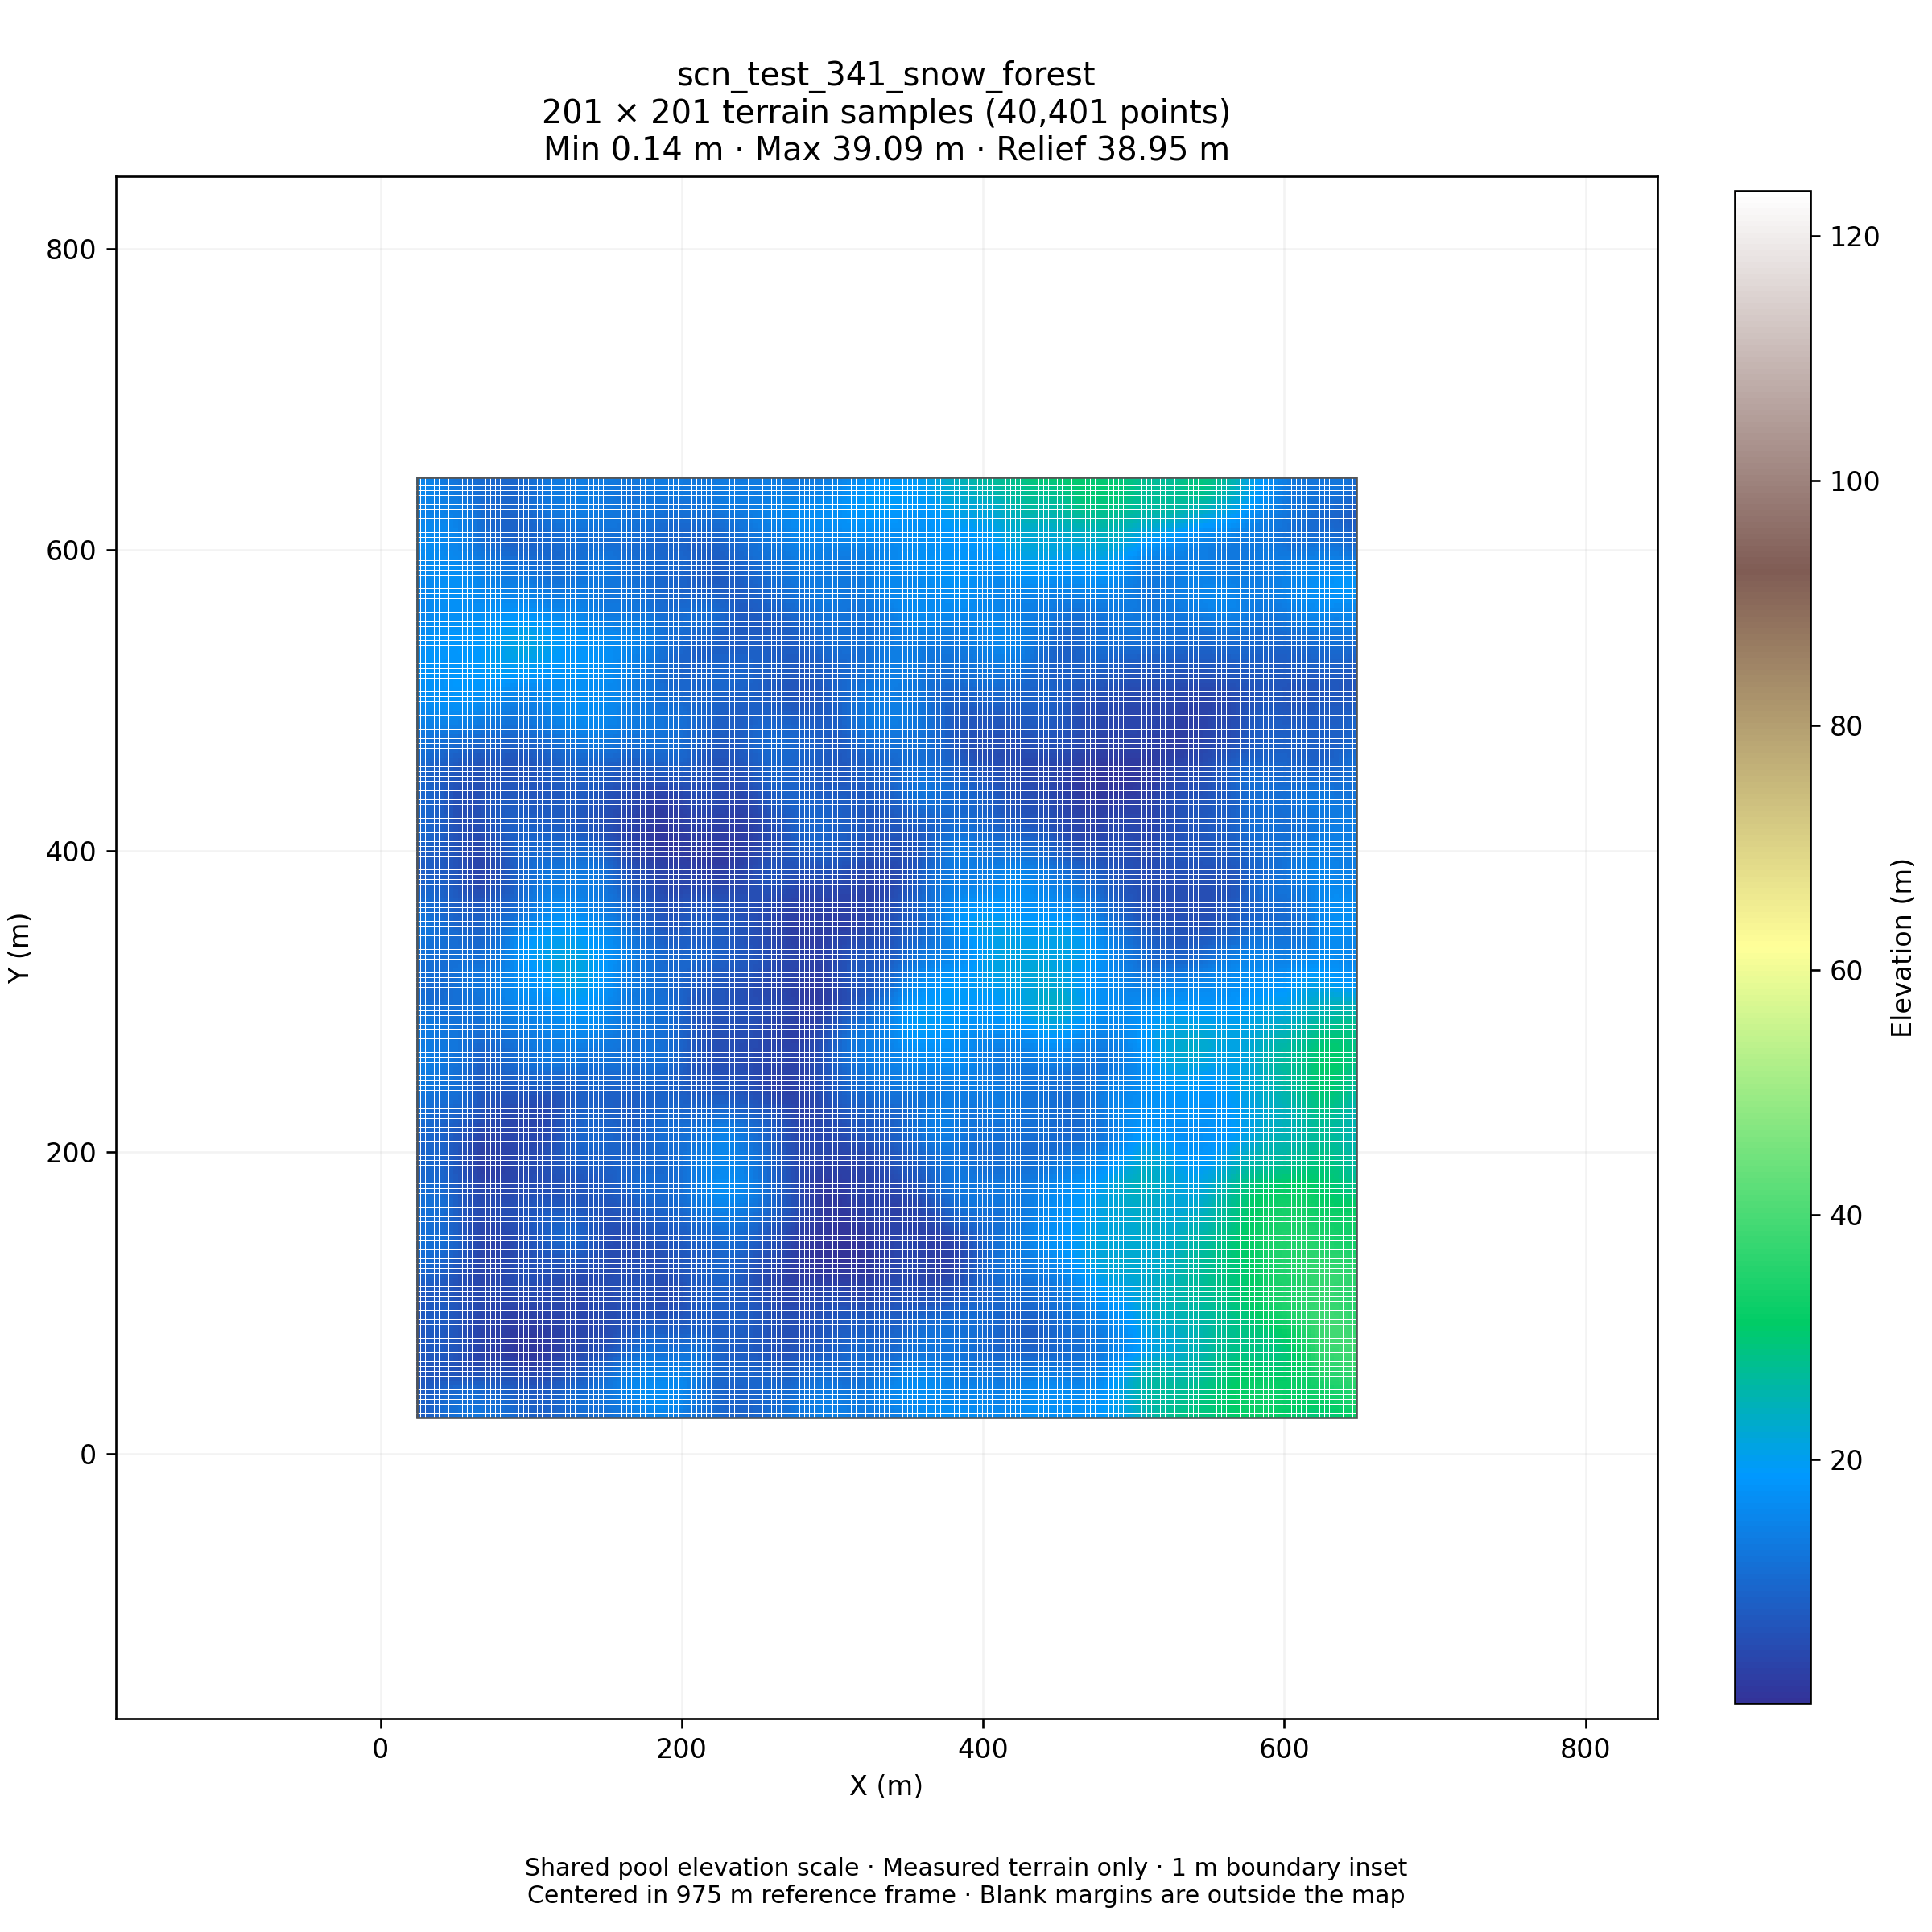 scn_test_341_snow_forest
201 × 201 terrain samples (40,401 points)
Min 0.14 m · Max 39.09 m · Relief 38.95 m
800
600
400
200
0
Y (m)
0
200
400
600
800
X (m)
120
100
80
60
40
20
Elevation (m)
Shared pool elevation scale · Measured terrain only · 1 m boundary inset
Centered in 975 m reference frame · Blank margins are outside the map